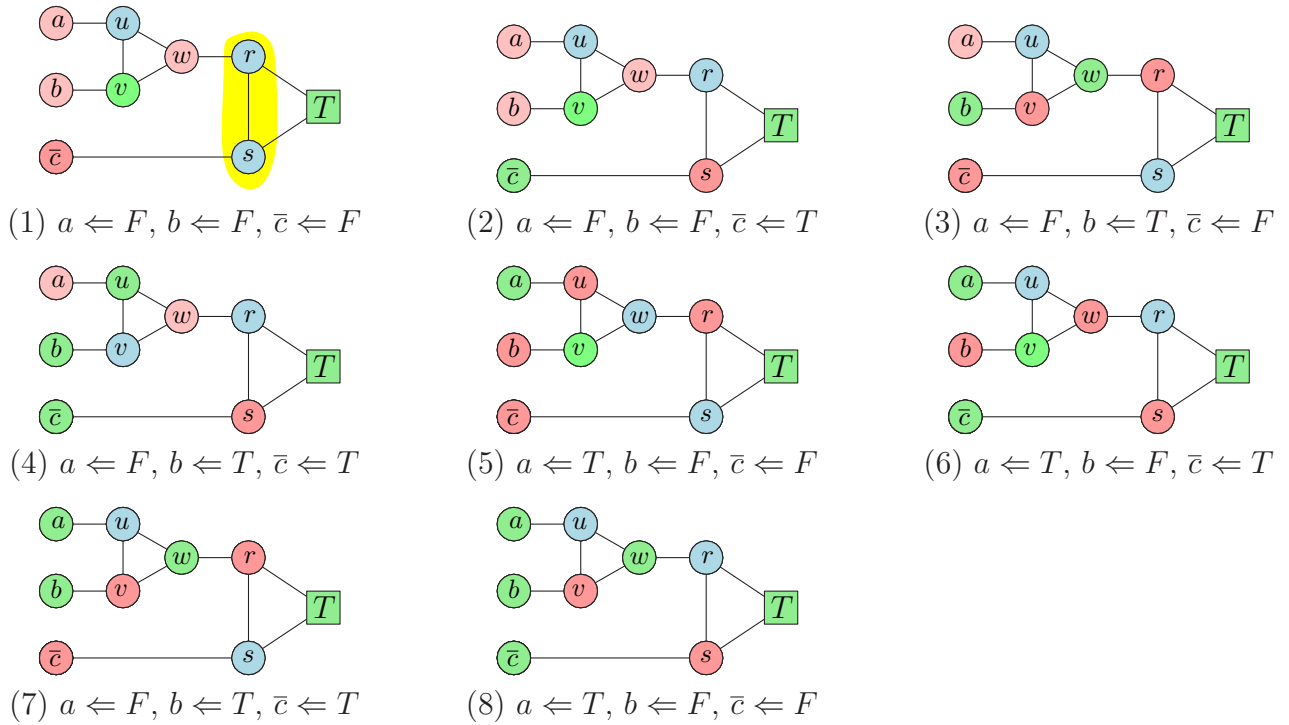 a u w r
b v T
c̅ s
(1) a ⇐ F, b ⇐ F, c̅ ⇐ F
a u w r
b v T
c̅ s
(2) a ⇐ F, b ⇐ F, c̅ ⇐ T
a u w r
b v T
c̅ s
(3) a ⇐ F, b ⇐ T, c̅ ⇐ F
a u w r
b v T
c̅ s
(4) a ⇐ F, b ⇐ T, c̅ ⇐ T
a u w r
b v T
c̅ s
(5) a ⇐ T, b ⇐ F, c̅ ⇐ F
a u w r
b v T
c̅ s
(6) a ⇐ T, b ⇐ F, c̅ ⇐ T
a u w r
b v T
c̅ s
(7) a ⇐ F, b ⇐ T, c̅ ⇐ T
a u w r
b v T
c̅ s
(8) a ⇐ T, b ⇐ F, c̅ ⇐ F